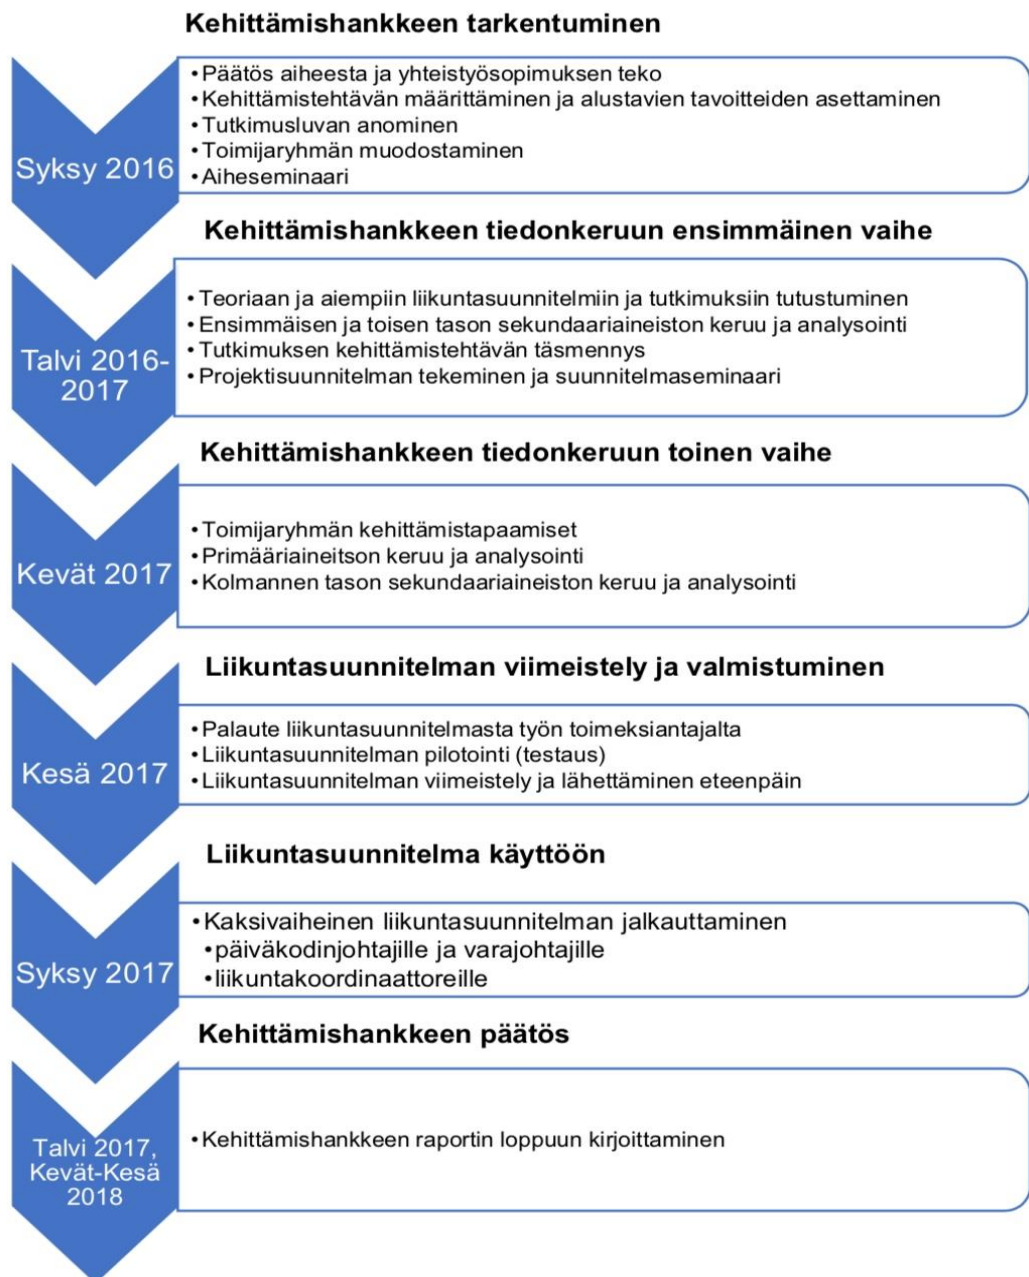 Kehittämishankkeen tarkentuminen
Syksy 2016
•Päätös aiheesta ja yhteistyösopimuksen teko
•Kehittämistehtävän määrittäminen ja alustavien tavoitteiden asettaminen
•Tutkimusluvan anominen
•Toimijaryhmän muodostaminen
•Aiheseminaari
Kehittämishankkeen tiedonkeruun ensimmäinen vaihe
Talvi 2016-
2017
•Teoriaan ja aiempiin liikuntasuunnitelmiin ja tutkimuksiin tutustuminen
•Ensimmäisen ja toisen tason sekundaariaineiston keruu ja analysointi
•Tutkimuksen kehittämistehtävän täsmennys
•Projektisuunnitelman tekeminen ja suunnitelmaseminaari
Kehittämishankkeen tiedonkeruun toinen vaihe
Kevät 2017
•Toimijaryhmän kehittämistapaamiset
•Primääriaineitson keruu ja analysointi
•Kolmannen tason sekundaariaineiston keruu ja analysointi
Liikuntasuunnitelman viimeistely ja valmistuminen
Kesä 2017
•Palaute liikuntasuunnitelmasta työn toimeksiantajalta
•Liikuntasuunnitelman pilotointi (testaus)
•Liikuntasuunnitelman viimeistely ja lähettäminen eteenpäin
Liikuntasuunnitelma käyttöön
Syksy 2017
•Kaksivaiheinen liikuntasuunnitelman jalkauttaminen
•päiväkodinjohtajille ja varajohtajille
•liikuntakoordinaattoreille
Kehittämishankkeen päätös
Talvi 2017,
Kevät-Kesä
2018
•Kehittämishankkeen raportin loppuun kirjoittaminen